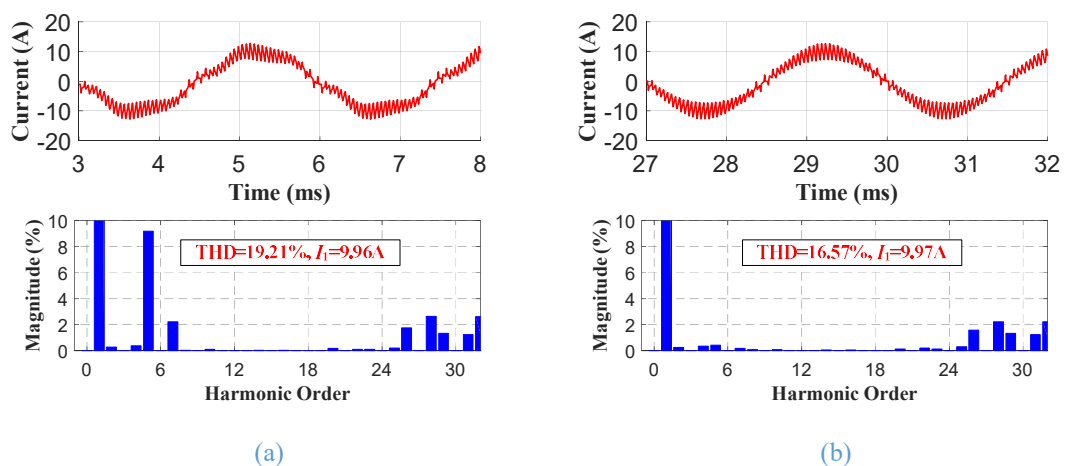 Current (A)
20
10
0
-10
-20
3 4 5 6 7 8
Time (ms)
Magnitude (%)
10
8
6
4
2
0
THD=19.21%, I1=9.96A
0 6 12 18 24 30
Harmonic Order
(a)
Current (A)
20
10
0
-10
-20
27 28 29 30 31 32
Time (ms)
Magnitude (%)
10
8
6
4
2
0
THD=16.57%, I1=9.97A
0 6 12 18 24 30
Harmonic Order
(b)